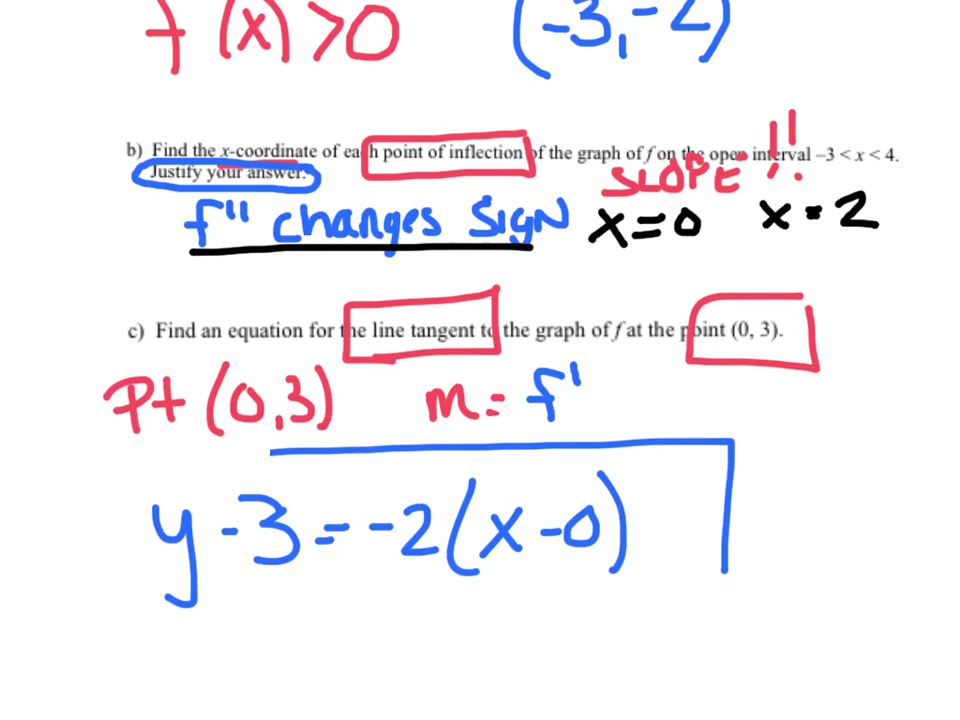 f'(x) > 0 (-3, -2)
b) Find the x-coordinate of each point of inflection of the graph of f on the open interval –3 < x < 4.
Justify your answer.
SLOPE !!
f'' changes SIGN x = 0 x = 2
c) Find an equation for the line tangent to the graph of f at the point (0, 3).
Pt (0,3) m = f'
y - 3 = -2(x - 0)